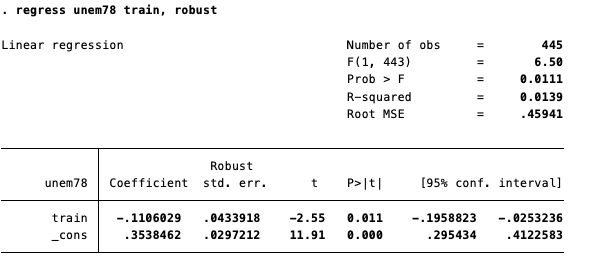 . regress unem78 train, robust
Linear regression Number of obs = 445
F(1, 443) = 6.50
Prob > F = 0.0111
R-squared = 0.0139
Root MSE = .45941
Robust
unem78 Coefficient std. err. t P>|t| [95% conf. interval]
train -.1106029 .0433918 -2.55 0.011 -.1958823 -.0253236
_cons .3538462 .0297212 11.91 0.000 .295434 .4122583